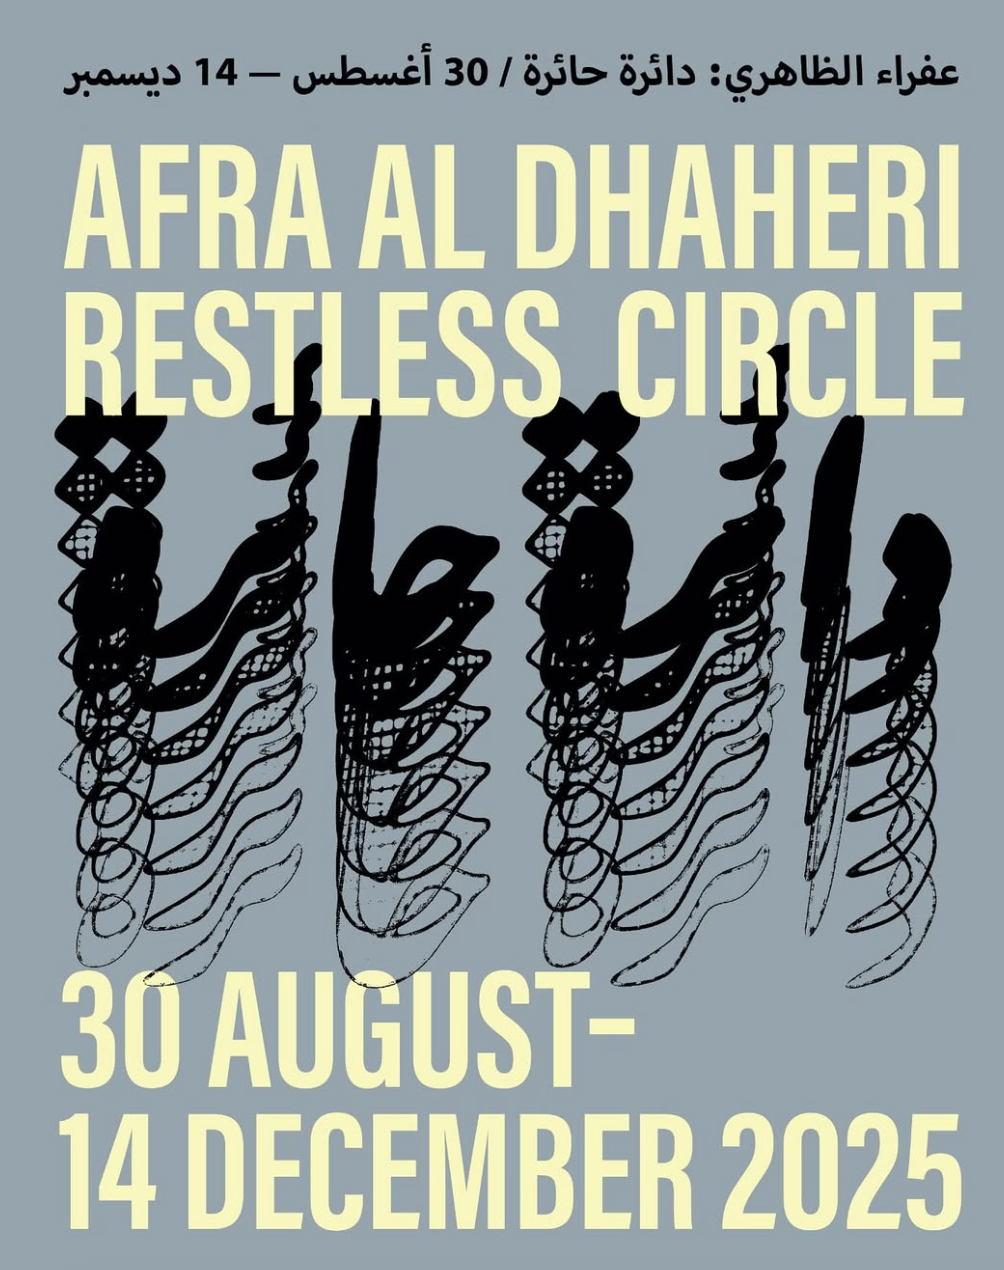 عفراء الظاهري: دائرة حائرة / 30 أغسطس — 14 ديسمبر
AFRA AL DHAHERI
RESTLESS CIRCLE
دائرة حائرة
30 AUGUST–
14 DECEMBER 2025